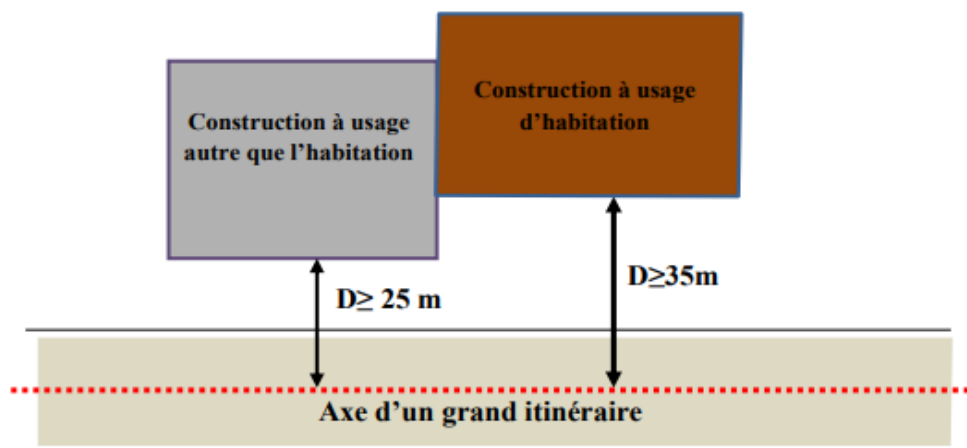 Construction à usage
autre que l'habitation
Construction à usage
d'habitation
D≥ 25 m
D≥35m
Axe d'un grand itinéraire